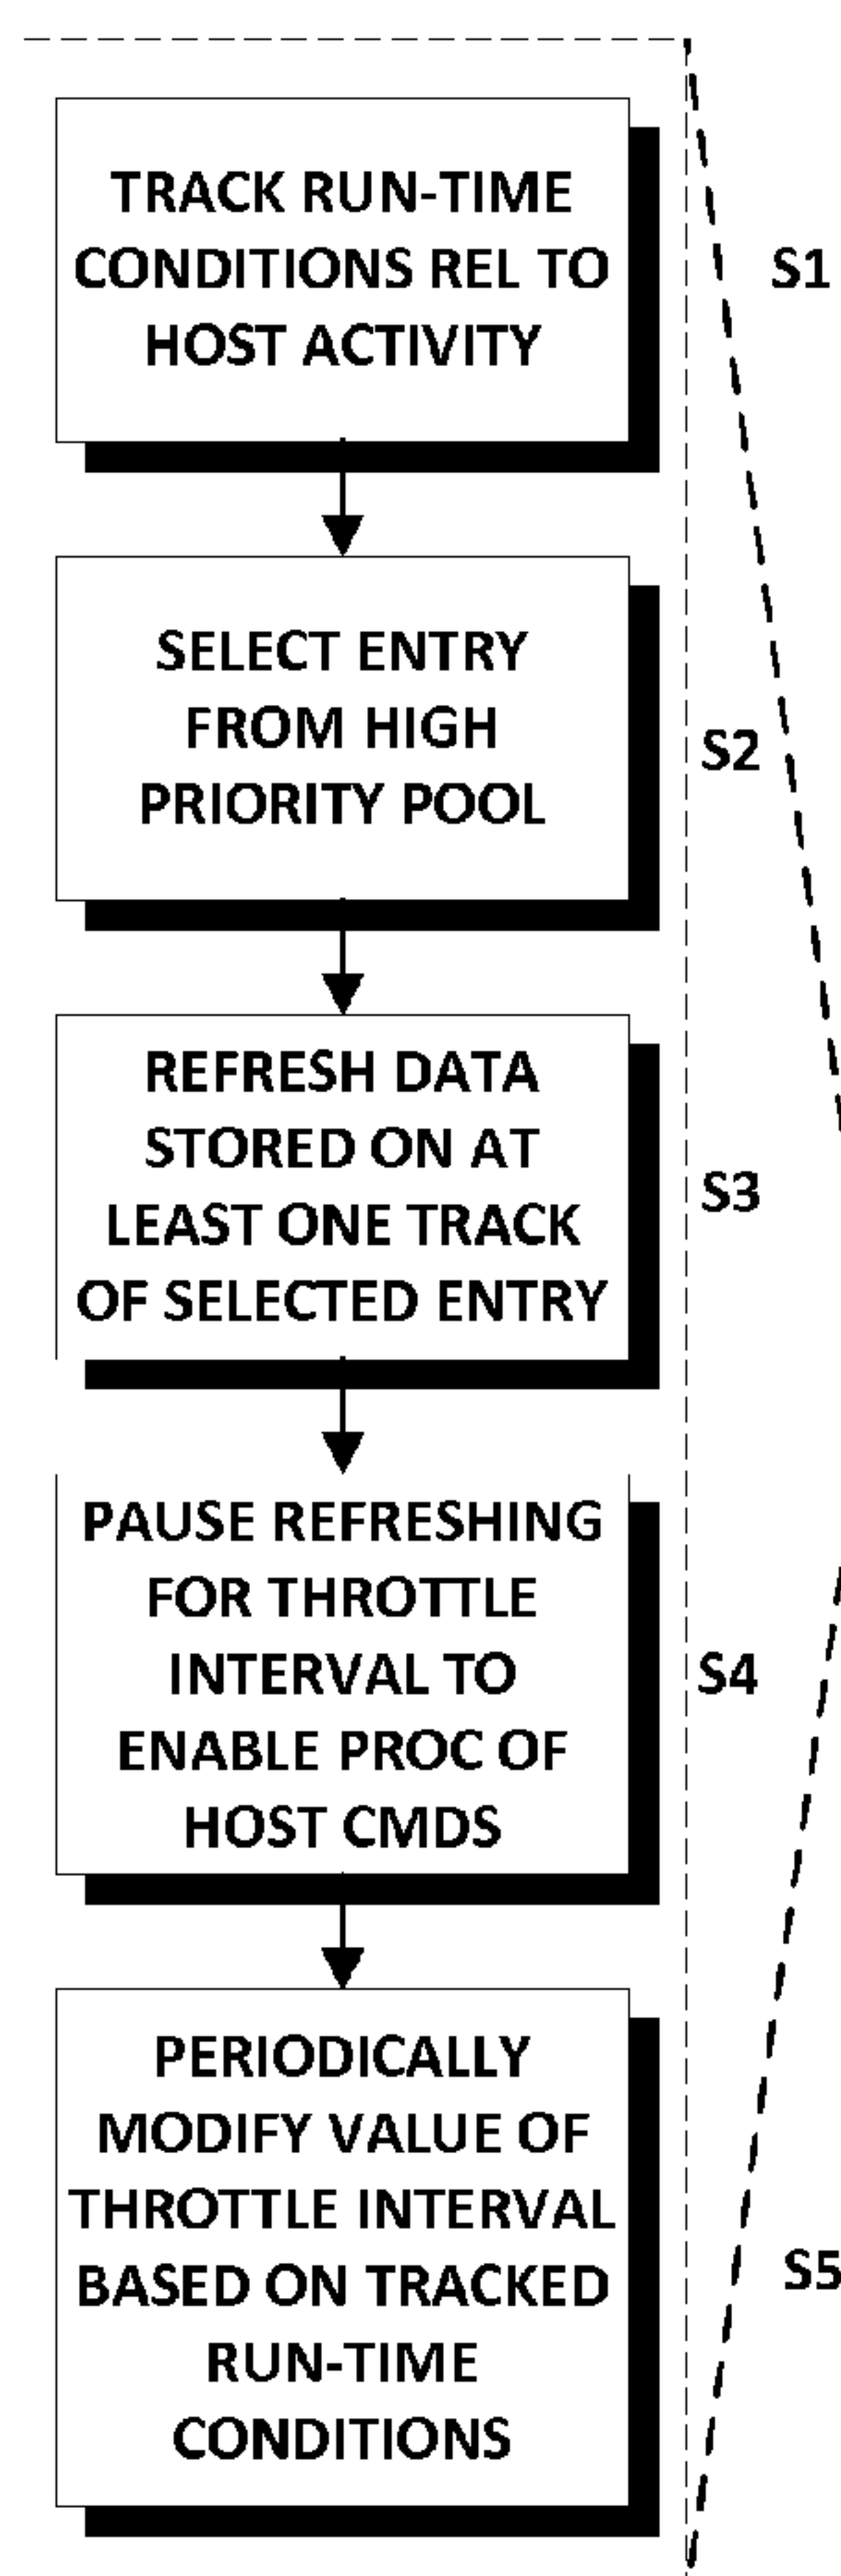 TRACK RUN-TIME
CONDITIONS REL TO
HOST ACTIVITY
S1
SELECT ENTRY
FROM HIGH
PRIORITY POOL
S2
REFRESH DATA
STORED ON AT
LEAST ONE TRACK
OF SELECTED ENTRY
S3
PAUSE REFRESHING
FOR THROTTLE
INTERVAL TO
ENABLE PROC OF
HOST CMDS
S4
PERIODICALLY
MODIFY VALUE OF
THROTTLE INTERVAL
BASED ON TRACKED
RUN-TIME
CONDITIONS
S5